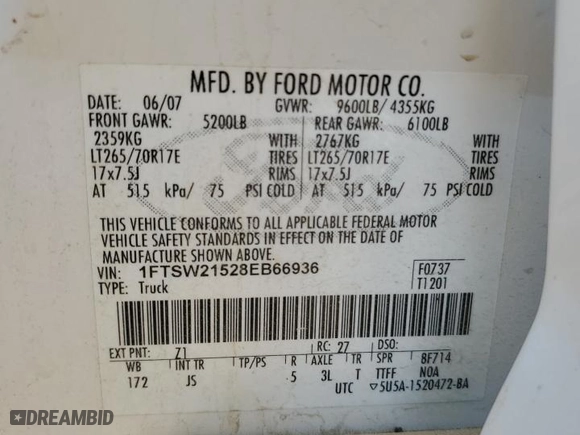 MFD. BY FORD MOTOR CO.
DATE: 06/07 GVWR: 9600LB/ 4355KG
FRONT GAWR: 5200LB REAR GAWR: 6100LB
2359KG WITH 2767KG WITH
LT265/70R17E TIRES LT265/70R17E TIRES
17x7.5J RIMS 17x7.5J RIMS
AT 515 kPa/ 75 PSI COLD AT 515 kPa/ 75 PSI COLD
THIS VEHICLE CONFORMS TO ALL APPLICABLE FEDERAL MOTOR
VEHICLE SAFETY STANDARDS IN EFFECT ON THE DATE OF
MANUFACTURE SHOWN ABOVE.
VIN: 1FTSW21528EB66936 F0737
TYPE: Truck T1201
EXT PNT: Z1 RC: 27 DSO:
WB INT TR TP/PS R AXLE TR SPR 8F714
172 JS 5 3L T TTFF NOA
UTC ▽5U5A-1520472-BA
DREAMBID